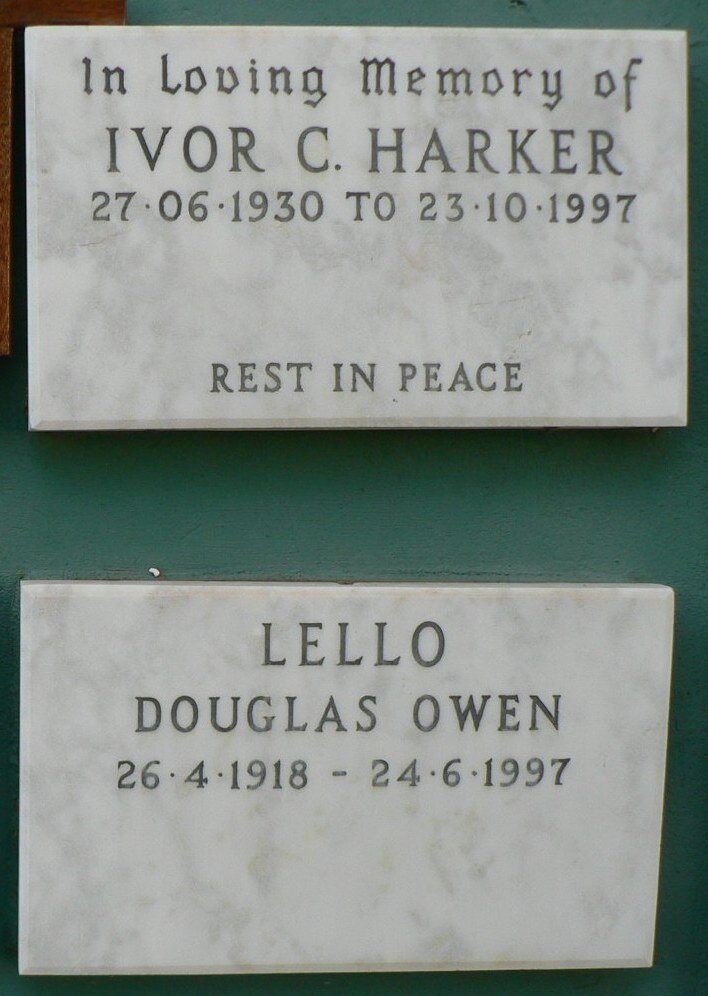 In Loving Memory of
IVOR C. HARKER
27·06·1930 TO 23·10·1997
REST IN PEACE
LELLO
DOUGLAS OWEN
26·4·1918 - 24·6·1997